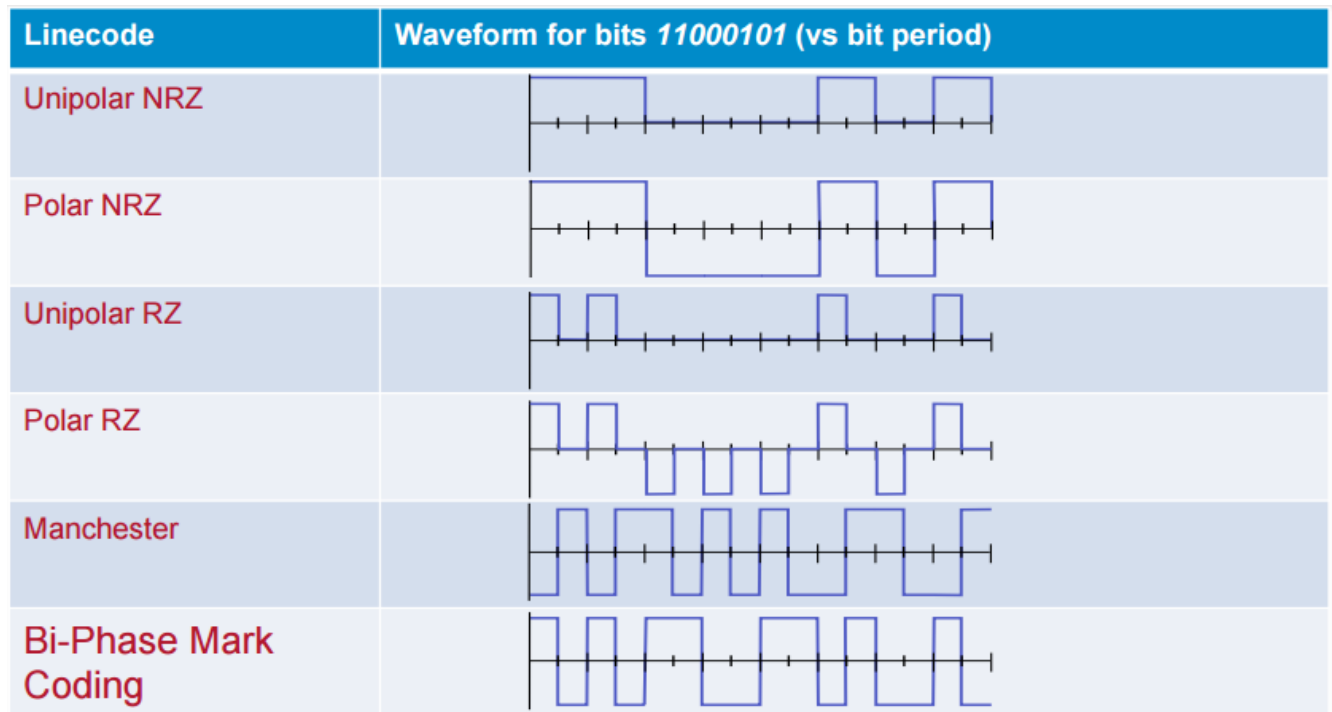 Linecode
Waveform for bits 11000101 (vs bit period)
Unipolar NRZ
Polar NRZ
Unipolar RZ
Polar RZ
Manchester
Bi-Phase Mark
Coding